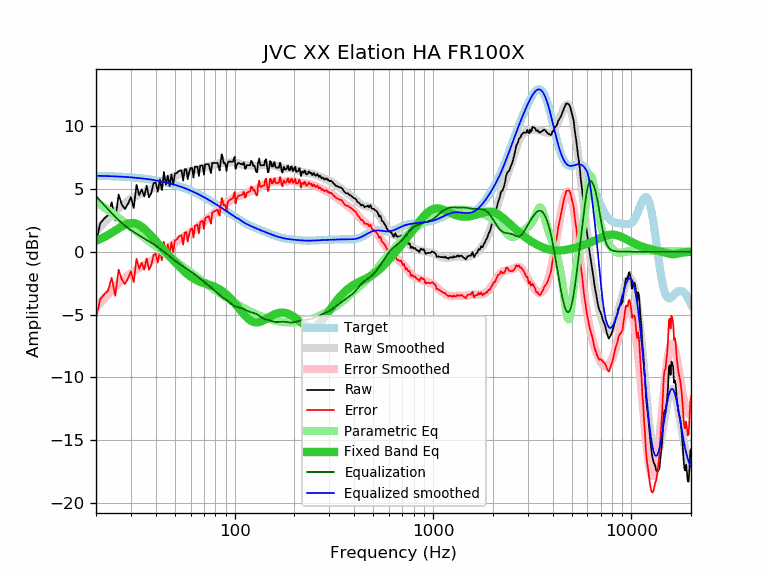 JVC XX Elation HA FR100X
Amplitude (dBr)
10
5
0
−5
−10
−15
−20
Target
Raw Smoothed
Error Smoothed
Raw
Error
Parametric Eq
Fixed Band Eq
Equalization
Equalized smoothed
100 1000 10000
Frequency (Hz)